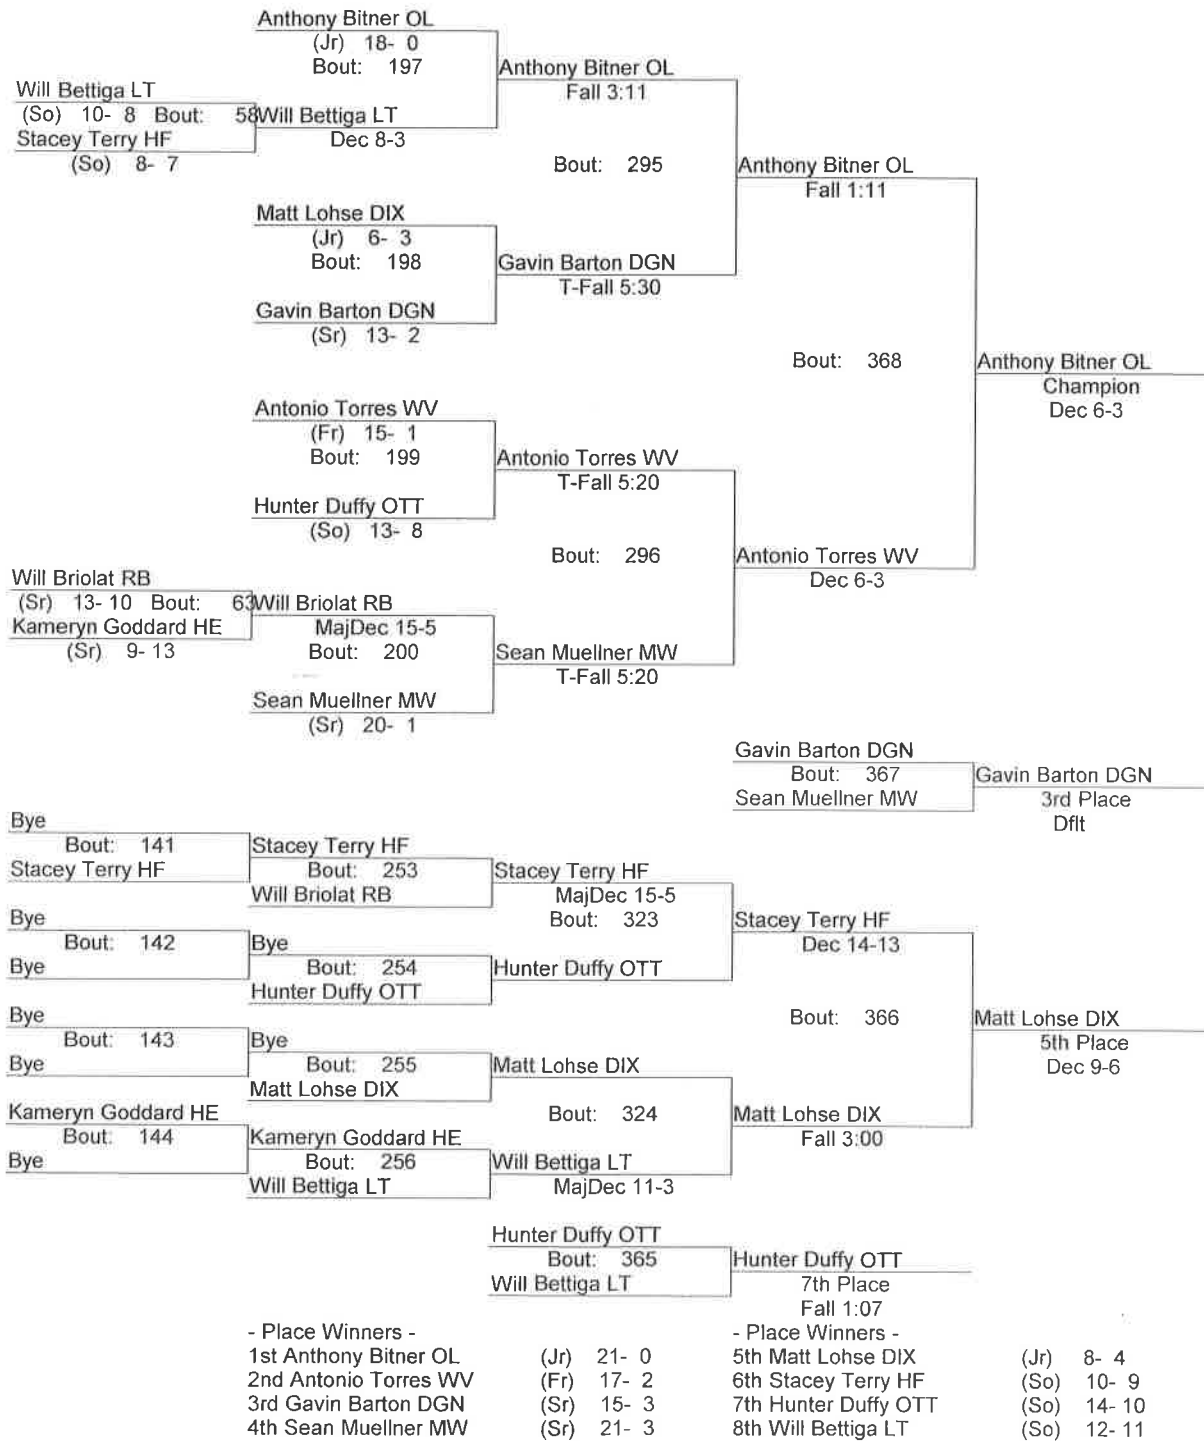 Anthony Bitner OL
(Jr) 18- 0
Bout: 197
Anthony Bitner OL
Fall 3:11
Will Bettiga LT
(So) 10- 8 Bout: 58
Will Bettiga LT
Dec 8-3
Stacey Terry HF
(So) 8- 7
Bout: 295
Anthony Bitner OL
Fall 1:11
Matt Lohse DIX
(Jr) 6- 3
Bout: 198
Gavin Barton DGN
T-Fall 5:30
Gavin Barton DGN
(Sr) 13- 2
Bout: 368
Anthony Bitner OL
Champion
Dec 6-3
Antonio Torres WV
(Fr) 15- 1
Bout: 199
Antonio Torres WV
T-Fall 5:20
Hunter Duffy OTT
(So) 13- 8
Bout: 296
Antonio Torres WV
Dec 6-3
Will Briolat RB
(Sr) 13- 10 Bout: 63
Will Briolat RB
MajDec 15-5
Kameryn Goddard HE
(Sr) 9- 13
Bout: 200
Sean Muellner MW
T-Fall 5:20
Sean Muellner MW
(Sr) 20- 1
Gavin Barton DGN
Bout: 367
Gavin Barton DGN
Sean Muellner MW
3rd Place
Dflt
Bye
Bout: 141
Stacey Terry HF
Stacey Terry HF
Bout: 253
Will Briolat RB
Stacey Terry HF
MajDec 15-5
Bout: 323
Stacey Terry HF
Dec 14-13
Bye
Bout: 142
Bye
Bye
Bout: 254
Hunter Duffy OTT
Hunter Duffy OTT
Bye
Bout: 143
Bye
Bye
Bout: 255
Matt Lohse DIX
Matt Lohse DIX
Bout: 366
Matt Lohse DIX
5th Place
Dec 9-6
Kameryn Goddard HE
Bout: 144
Bye
Kameryn Goddard HE
Bout: 256
Will Bettiga LT
Bout: 324
Matt Lohse DIX
Fall 3:00
Will Bettiga LT
MajDec 11-3
Hunter Duffy OTT
Bout: 365
Will Bettiga LT
Hunter Duffy OTT
7th Place
Fall 1:07
- Place Winners -
1st Anthony Bitner OL (Jr) 21- 0
2nd Antonio Torres WV (Fr) 17- 2
3rd Gavin Barton DGN (Sr) 15- 3
4th Sean Muellner MW (Sr) 21- 3
- Place Winners -
5th Matt Lohse DIX (Jr) 8- 4
6th Stacey Terry HF (So) 10- 9
7th Hunter Duffy OTT (So) 14- 10
8th Will Bettiga LT (So) 12- 11